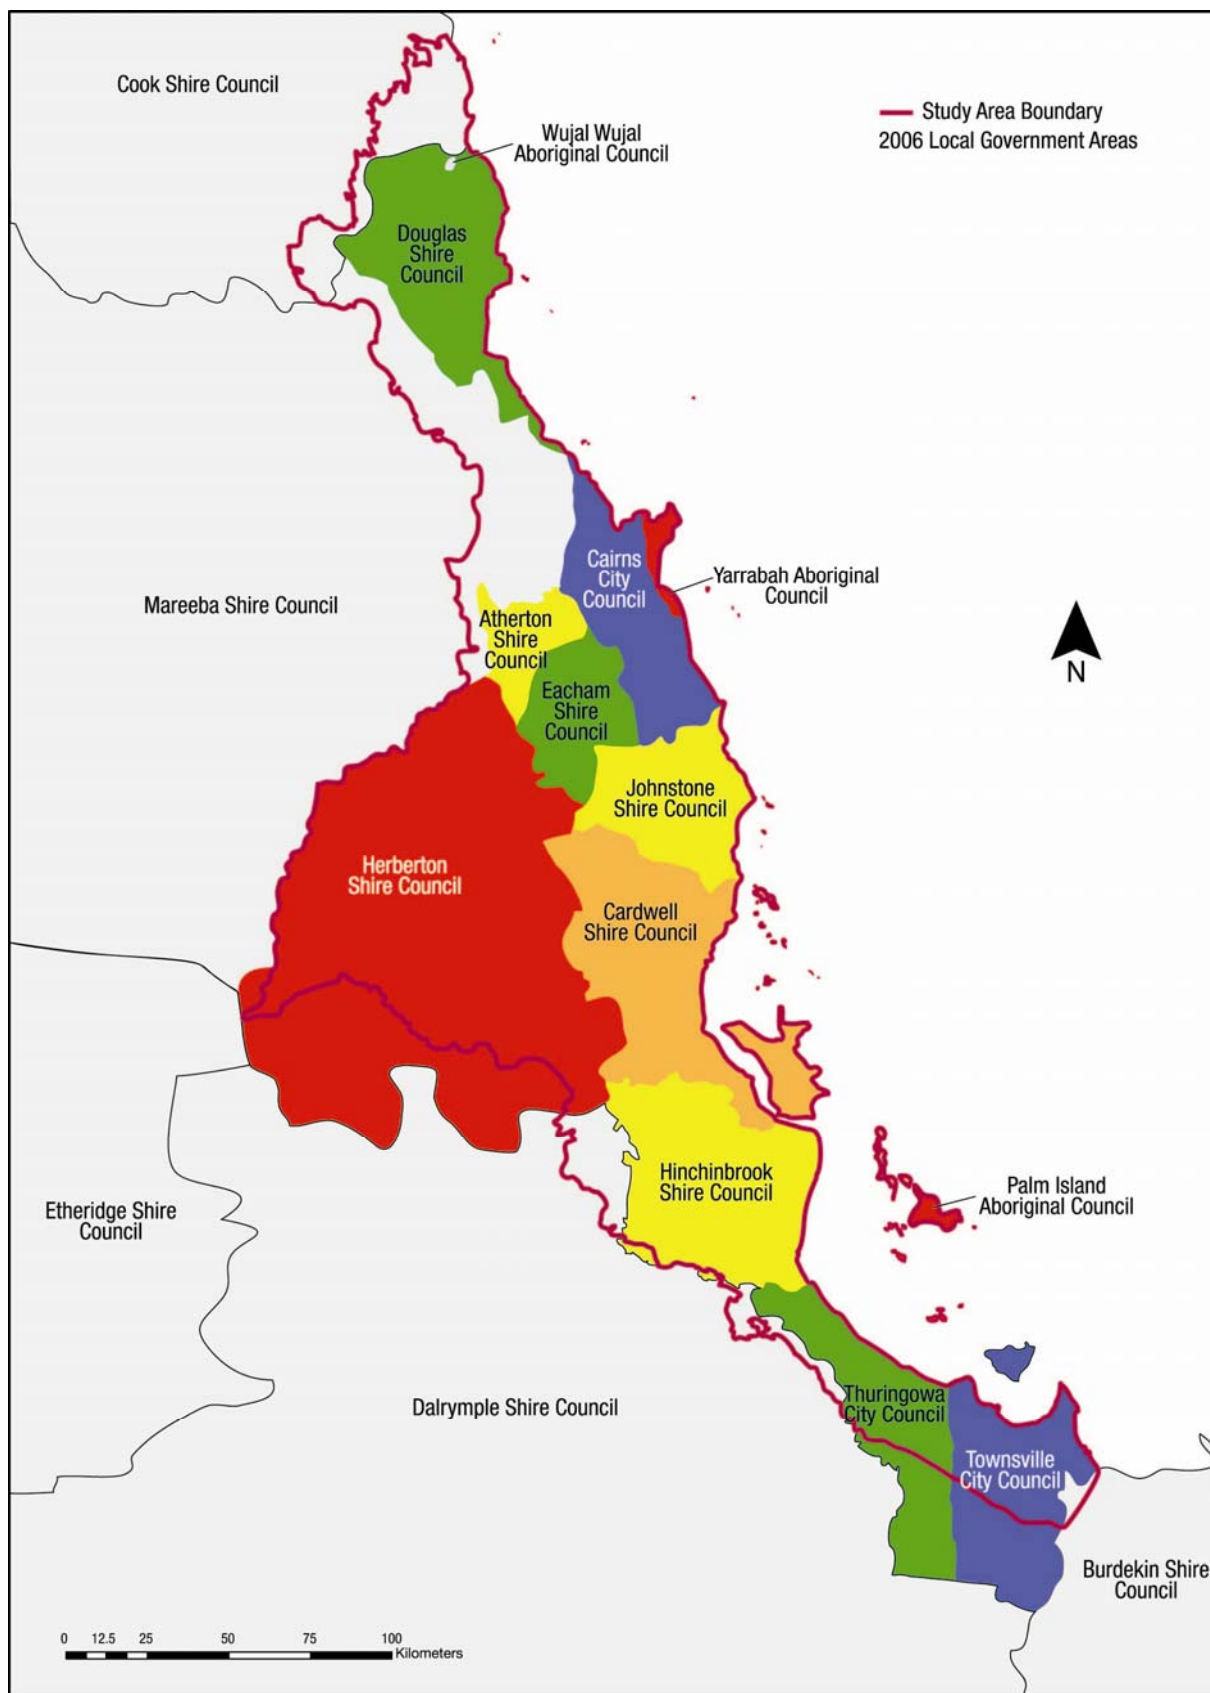 Cook Shire Council
Study Area Boundary
2006 Local Government Areas
Wujal Wujal
Aboriginal Council
Douglas
Shire
Council
Cairns
City
Council
Yarrabah Aboriginal
Council
Mareeba Shire Council
Atherton
Shire
Council
N
Eacham
Shire
Council
Johnstone
Shire Council
Herberton
Shire Council
Cardwell
Shire Council
Hinchinbrook
Shire Council
Palm Island
Aboriginal Council
Etheridge Shire
Council
Dalrymple Shire Council
Thuringowa
City Council
Townsville
City Council
Burdekin Shire
Council
0 12.5 25 50 75 100
Kilometers